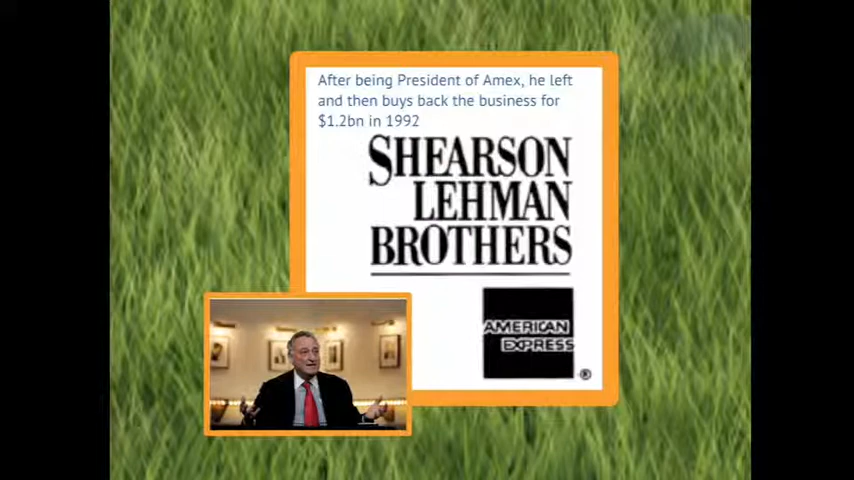 After being President of Amex, he left
and then buys back the business for
$1.2bn in 1992
SHEARSON
LEHMAN
BROTHERS
AMERICAN
EXPRESS
®